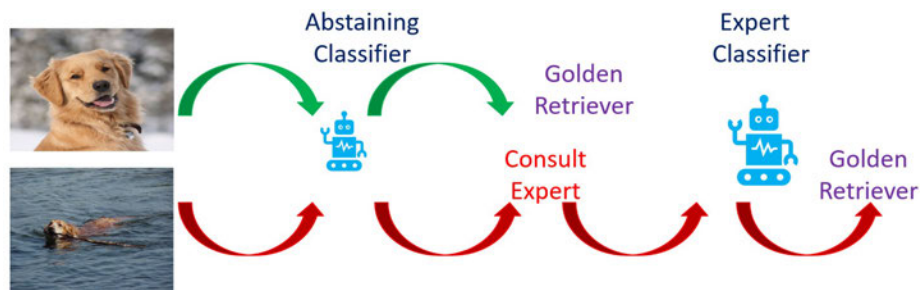 Abstaining
Classifier
Golden
Retriever
Consult
Expert
Expert
Classifier
Golden
Retriever